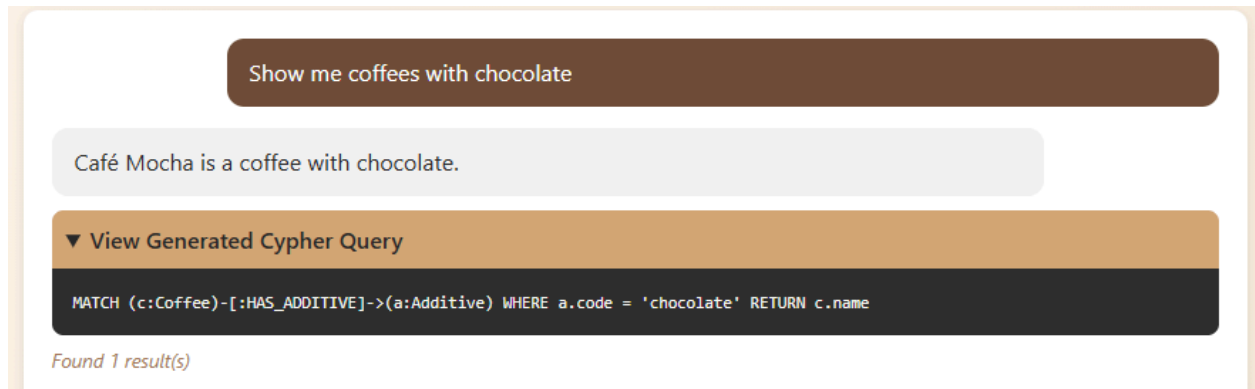 Show me coffees with chocolate
Café Mocha is a coffee with chocolate.
▼ View Generated Cypher Query
MATCH (c:Coffee)-[:HAS_ADDITIVE]->(a:Additive) WHERE a.code = 'chocolate' RETURN c.name
Found 1 result(s)